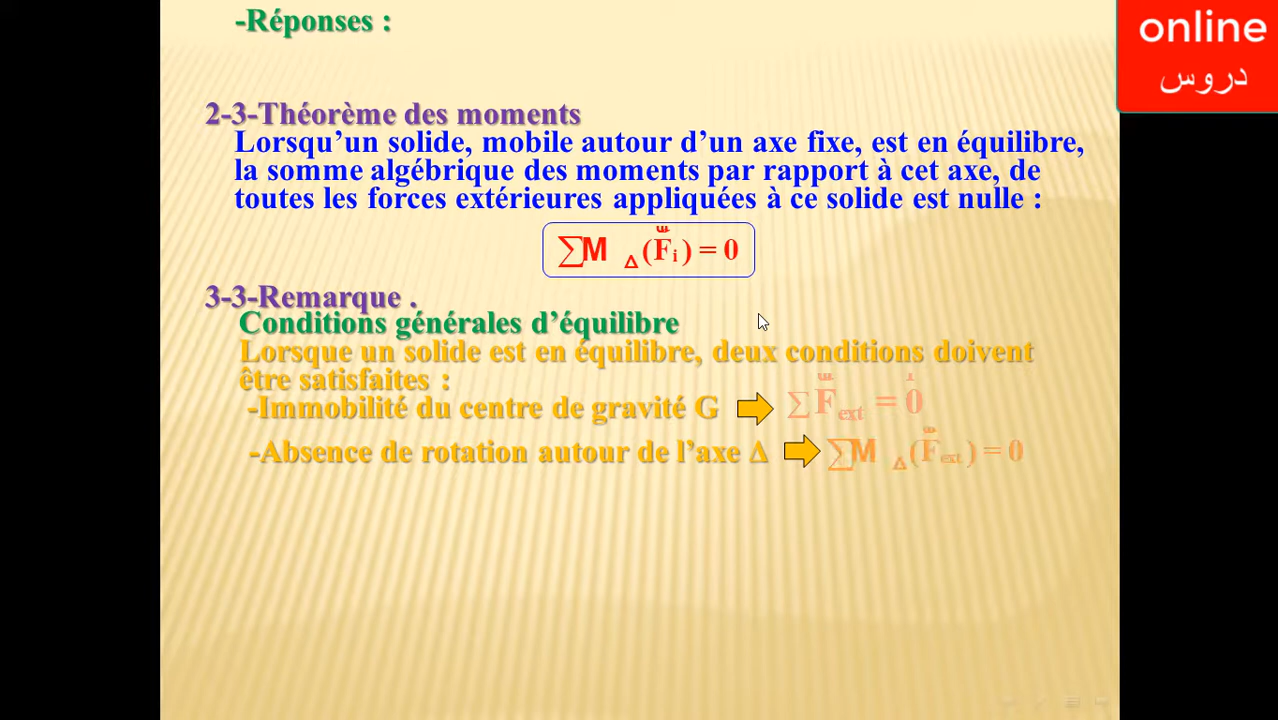 -Réponses :
online
دروس
2-3-Théorème des moments
Lorsqu’un solide, mobile autour d’un axe fixe, est en équilibre,
la somme algébrique des moments par rapport à cet axe, de
toutes les forces extérieures appliquées à ce solide est nulle :
∑M Δ (Fi ) = 0
3-3-Remarque .
Conditions générales d’équilibre
Lorsque un solide est en équilibre, deux conditions doivent
être satisfaites :
-Immobilité du centre de gravité G ∑ Fext = 0
-Absence de rotation autour de l’axe Δ ∑M Δ (Fext ) = 0